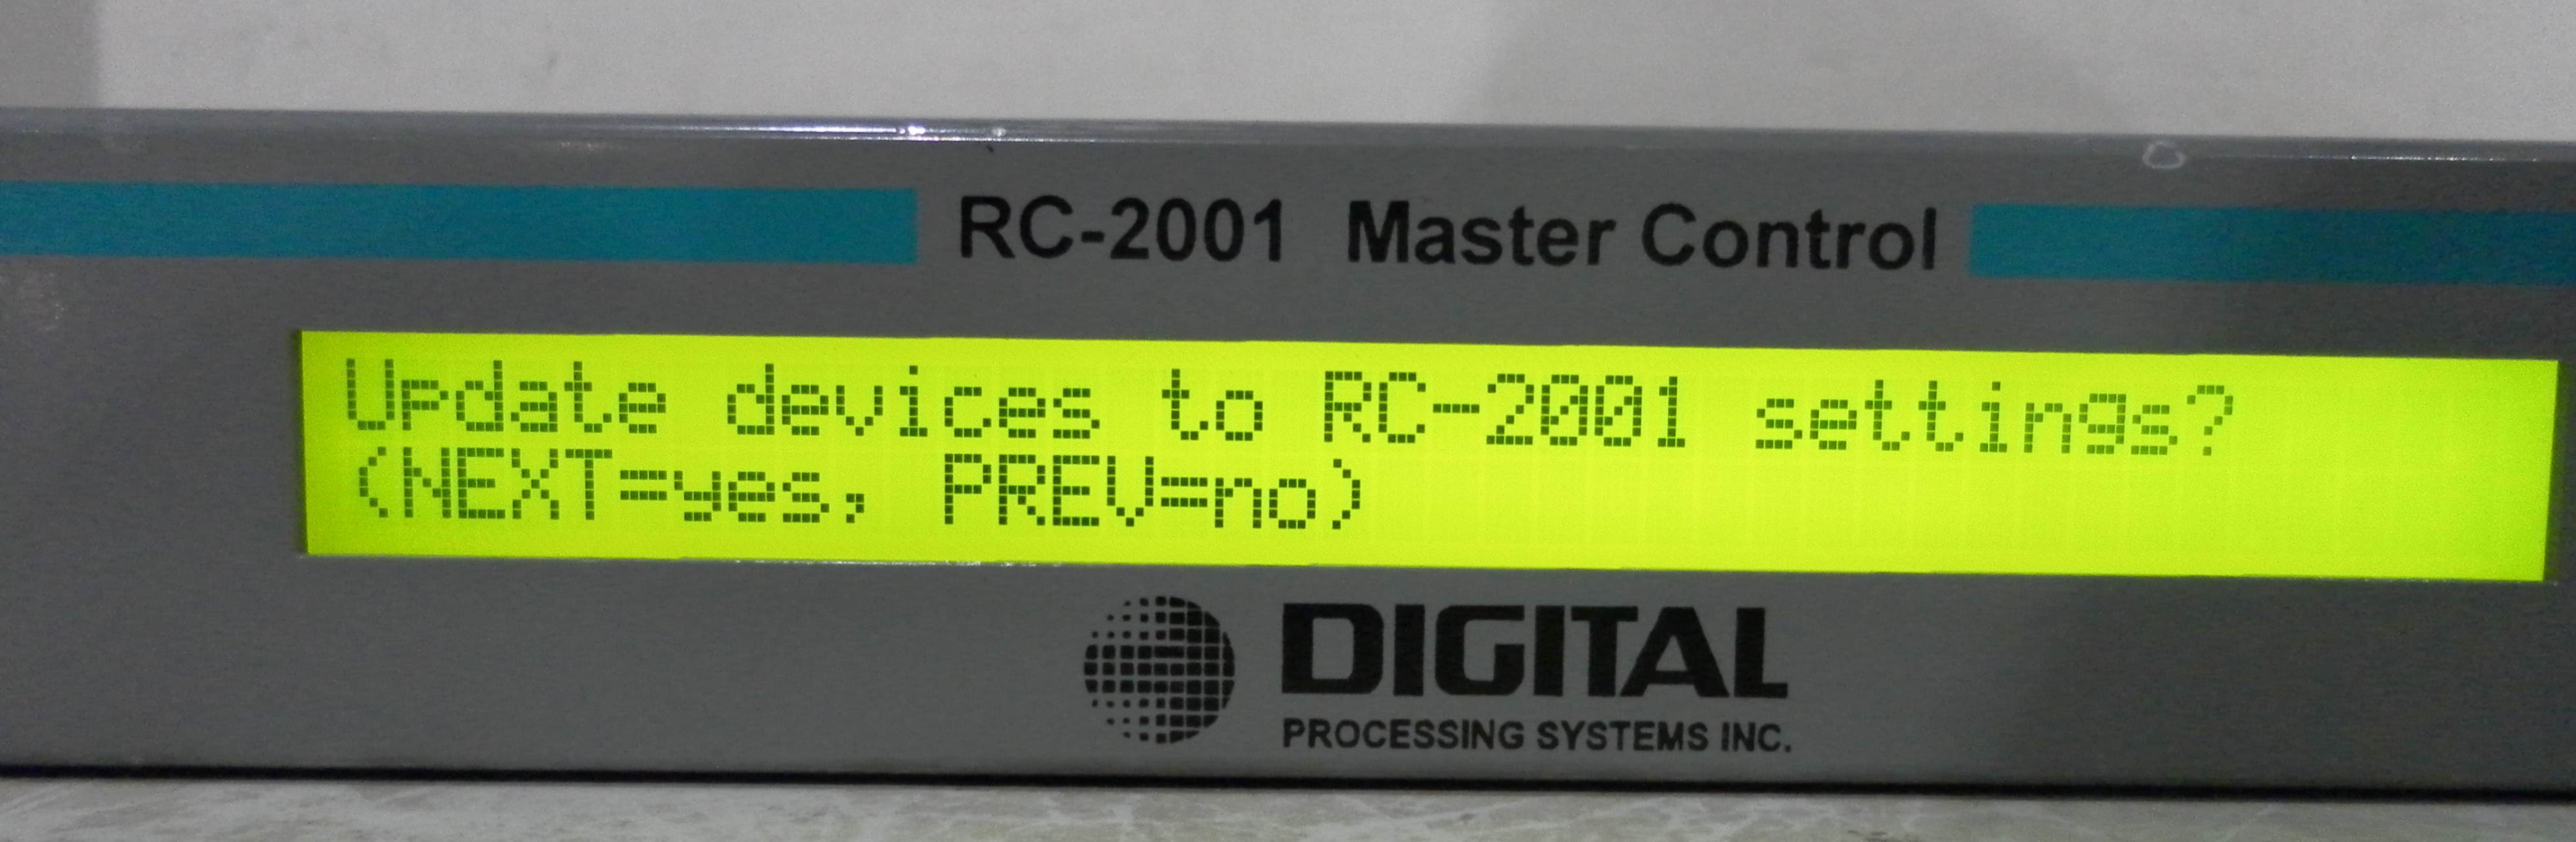 RC-2001 Master Control
Update devices to RC-2001 settings?
(NEXT=yes, PREV=no)
DIGITAL
PROCESSING SYSTEMS INC.